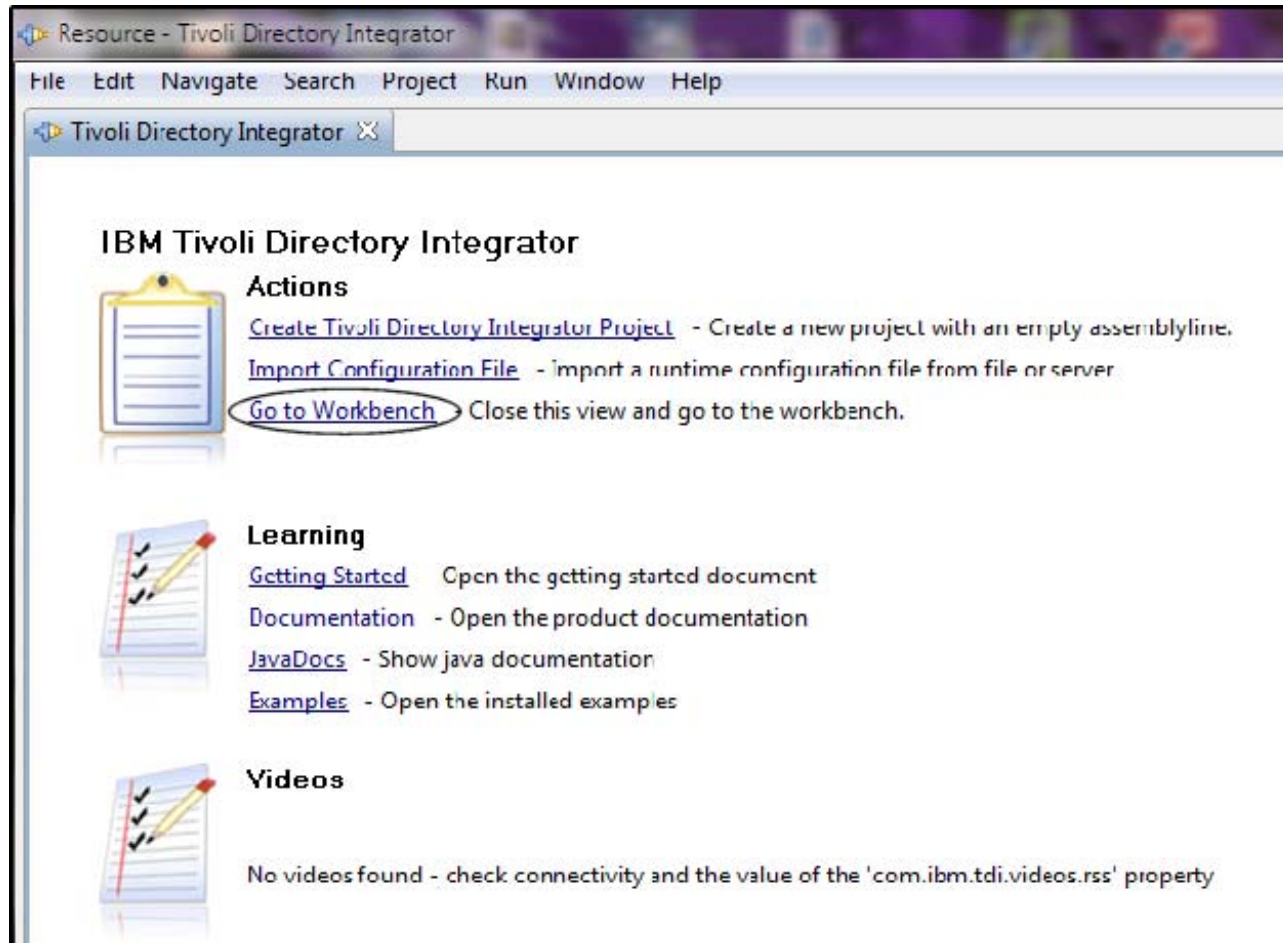 Resource - Tivoli Directory Integrator
File Edit Navigate Search Project Run Window Help
Tivoli Directory Integrator
IBM Tivoli Directory Integrator
Actions
Create Tivoli Directory Integrator Project - Create a new project with an empty assemblyline.
Import Configuration File - Import a runtime configuration file from file or server
Go to Workbench - Close this view and go to the workbench.
Learning
Getting Started Open the getting started document
Documentation - Open the product documentation
JavaDocs - Show java documentation
Examples - Open the installed examples
Videos
No videos found - check connectivity and the value of the 'com.ibm.tdi.videos.rss' property